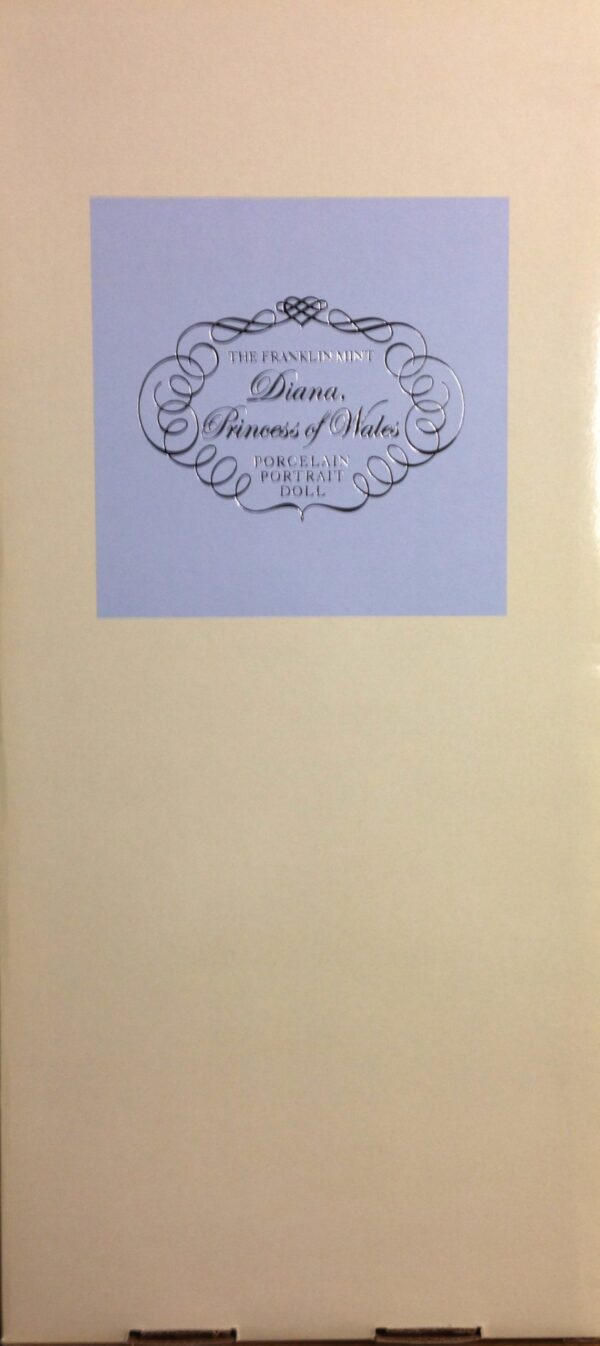 THE FRANKLIN MINT
Diana,
Princess of Wales
PORCELAIN
PORTRAIT
DOLL